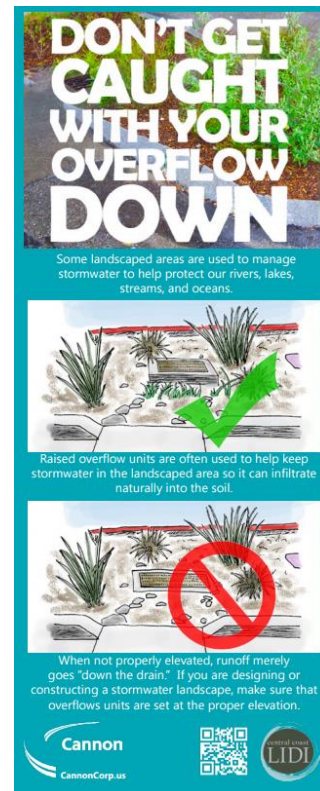 DON'T GET
CAUGHT
WITH YOUR
OVERFLOW
DOWN
Some landscaped areas are used to manage
stormwater to help protect our rivers, lakes,
streams, and oceans.
Raised overflow units are often used to help keep
stormwater in the landscaped area so it can infiltrate
naturally into the soil.
When not properly elevated, runoff merely
goes "down the drain." If you are designing or
constructing a stormwater landscape, make sure that
overflows units are set at the proper elevation.
Cannon
CannonCorp.us
central coast
LIDI